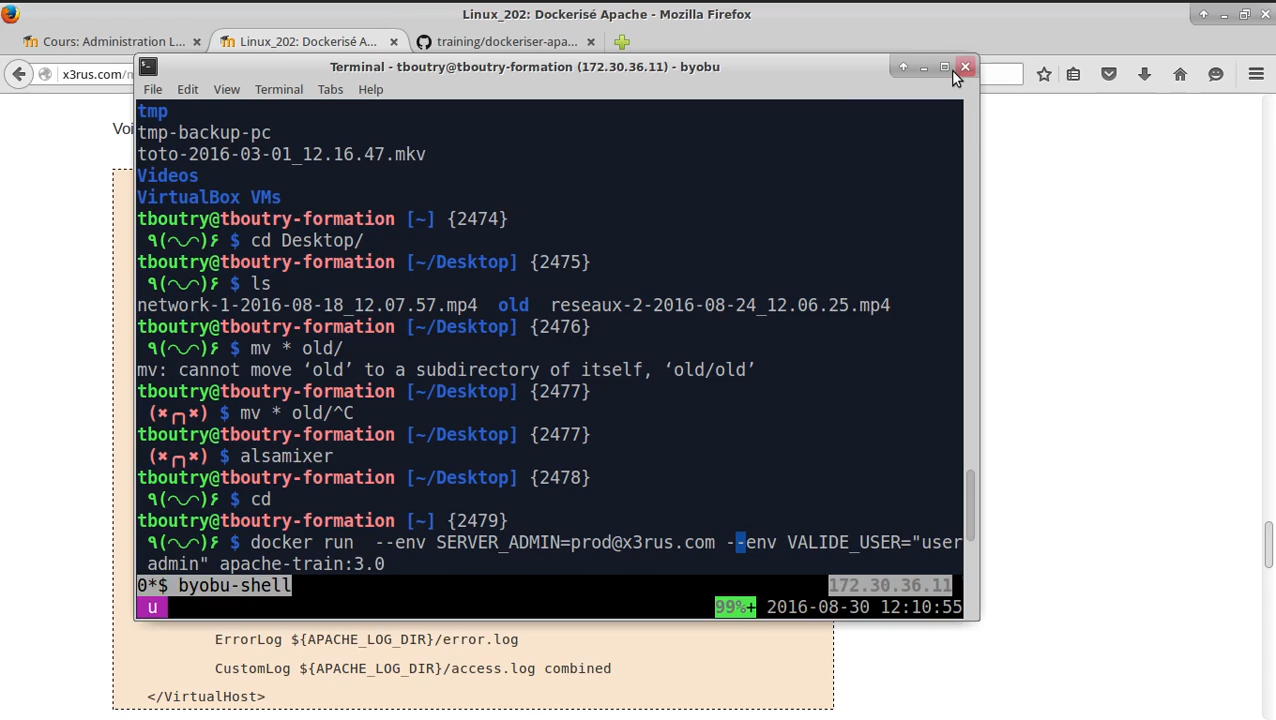 Linux_202: Dockerisé Apache - Mozilla Firefox
Cours: Administration L...
Linux_202: Dockerisé A...
training/dockeriser-apa...
x3rus.com/m
Terminal - tboutry@tboutry-formation (172.30.36.11) - byobu
File Edit View Terminal Tabs Help
Voi
tmp
tmp-backup-pc
toto-2016-03-01_12.16.47.mkv
Videos
VirtualBox VMs
tboutry@tboutry-formation [~] {2474}
٩(◠‿◠)۶ $ cd Desktop/
tboutry@tboutry-formation [~/Desktop] {2475}
٩(◠‿◠)۶ $ ls
network-1-2016-08-18_12.07.57.mp4  old  reseaux-2-2016-08-24_12.06.25.mp4
tboutry@tboutry-formation [~/Desktop] {2476}
٩(◠‿◠)۶ $ mv * old/
mv: cannot move ‘old’ to a subdirectory of itself, ‘old/old’
tboutry@tboutry-formation [~/Desktop] {2477}
(✖╭╮✖) $ mv * old/^C
tboutry@tboutry-formation [~/Desktop] {2477}
(✖╭╮✖) $ alsamixer
tboutry@tboutry-formation [~/Desktop] {2478}
٩(◠‿◠)۶ $ cd
tboutry@tboutry-formation [~] {2479}
٩(◠‿◠)۶ $ docker run  --env SERVER_ADMIN=prod@x3rus.com --env VALIDE_USER="user
admin" apache-train:3.0
0*$ byobu-shell 172.30.36.11
u 99%+ 2016-08-30 12:10:55
ErrorLog ${APACHE_LOG_DIR}/error.log
CustomLog ${APACHE_LOG_DIR}/access.log combined
</VirtualHost>